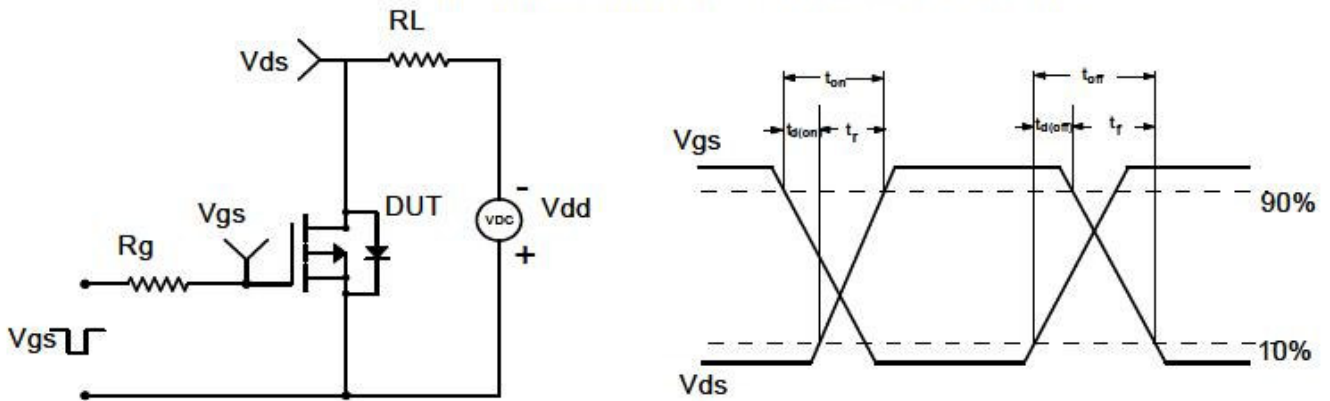 RL
Vds
Vgs
DUT
-
VDC
Vdd
+
Rg
Vgs
ton
toff
td(on)
tr
td(off)
tf
Vgs
90%
10%
Vds